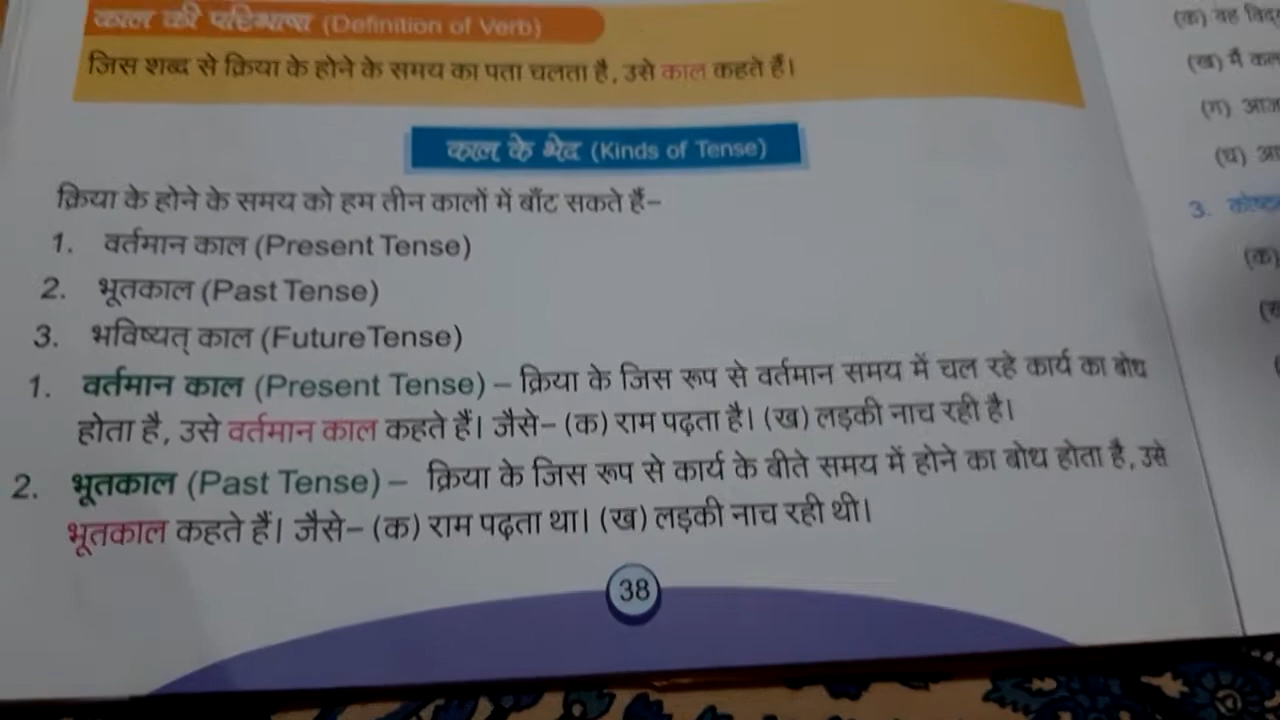 काल की परिभाषा (Definition of Verb)
जिस शब्द से क्रिया के होने के समय का पता चलता है, उसे काल कहते हैं।
काल के भेद (Kinds of Tense)
क्रिया के होने के समय को हम तीन कालों में बाँट सकते हैं–
1. वर्तमान काल (Present Tense)
2. भूतकाल (Past Tense)
3. भविष्यत् काल (Future Tense)
1. वर्तमान काल (Present Tense) – क्रिया के जिस रूप से वर्तमान समय में चल रहे कार्य का बोध
होता है, उसे वर्तमान काल कहते हैं। जैसे– (क) राम पढ़ता है। (ख) लड़की नाच रही है।
2. भूतकाल (Past Tense) – क्रिया के जिस रूप से कार्य के बीते समय में होने का बोध होता है, उसे
भूतकाल कहते हैं। जैसे– (क) राम पढ़ता था। (ख) लड़की नाच रही थी।
38
(क) वह
(ख) मैं
(ग)
(घ)
3.
(क)